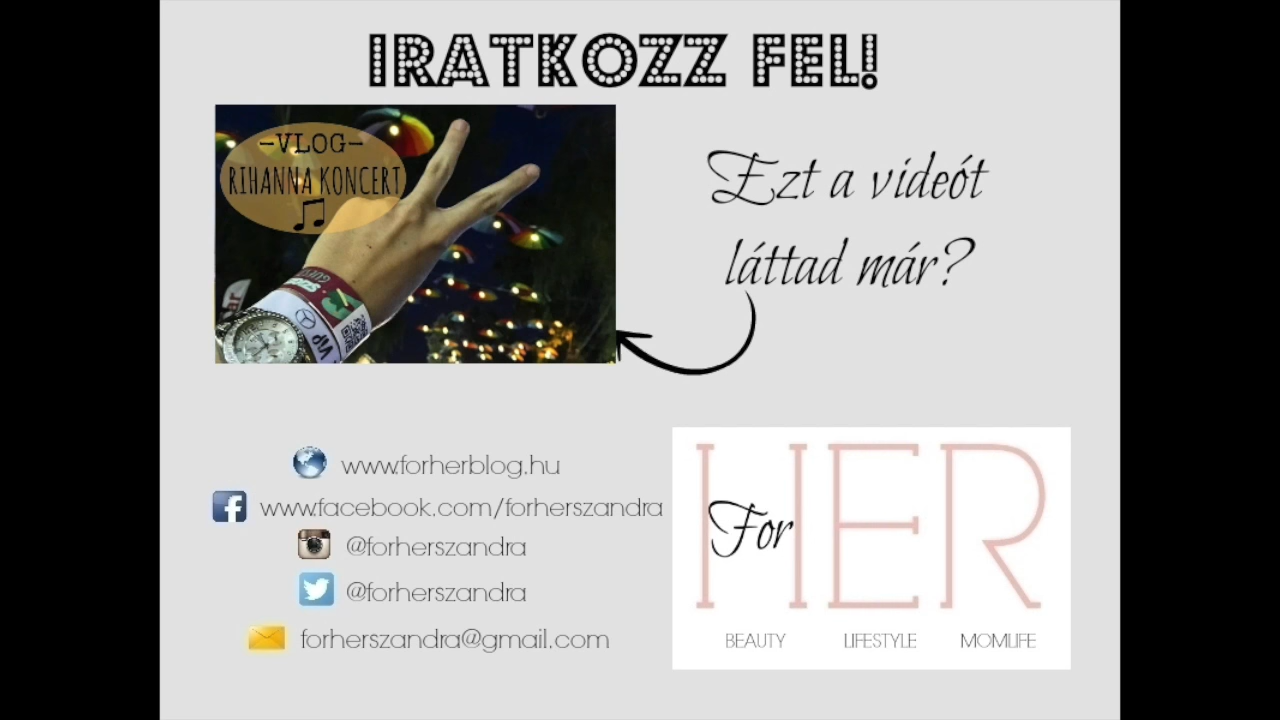 IRATKOZZ FEL!
-VLOG-
RIHANNA KONCERT
VIP
Ezt a videót
láttad már?
www.forherblog.hu
www.facebook.com/forherszandra
@forherszandra
@forherszandra
forherszandra@gmail.com
For HER
BEAUTY LIFESTYLE MOMLIFE